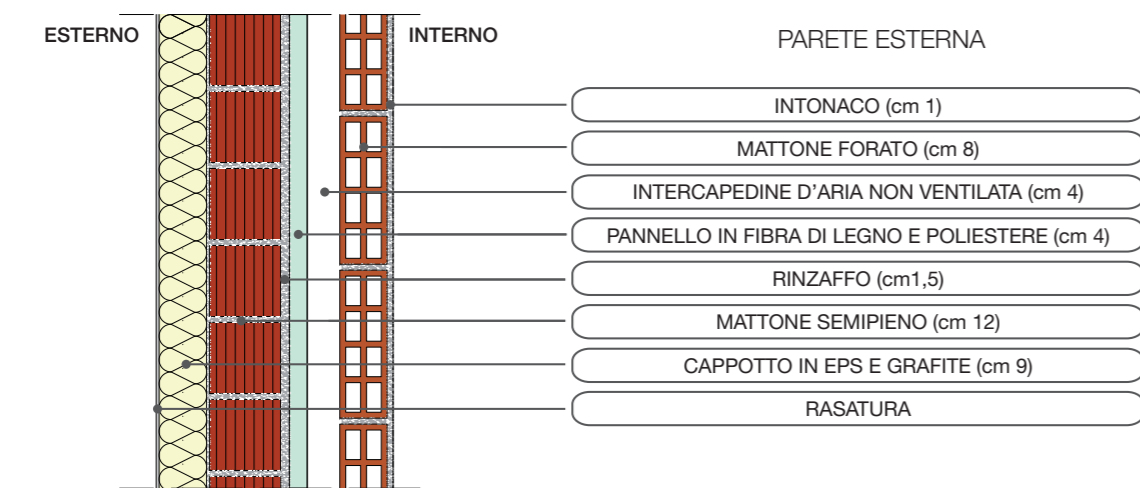 ESTERNO
INTERNO
PARETE ESTERNA
INTONACO (cm 1)
MATTONE FORATO (cm 8)
INTERCAPEDINE D'ARIA NON VENTILATA (cm 4)
PANNELLO IN FIBRA DI LEGNO E POLIESTERE (cm 4)
RINZAFFO (cm1,5)
MATTONE SEMIPIENO (cm 12)
CAPPOTTO IN EPS E GRAFITE (cm 9)
RASATURA